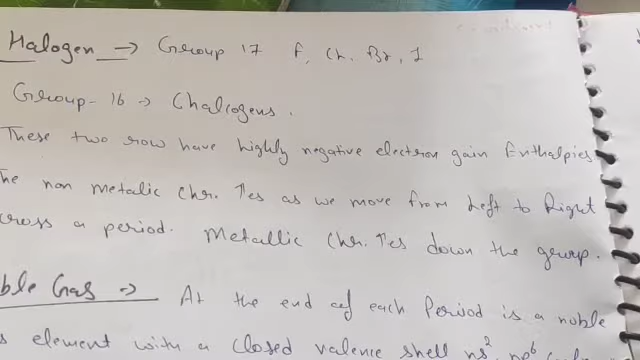 Halogen → Group 17 F, Cl, Br, I
Group-16 → Chalcogens.
These two row have highly negative electron gain Enthalpies
The non metalic Chr. ↑es as we move from Left to Right
cross a period. Metallic Chr. ↑es down the group.
ble Gas → At the end of each Period is a noble
s element with a closed valence shell ns², np⁶